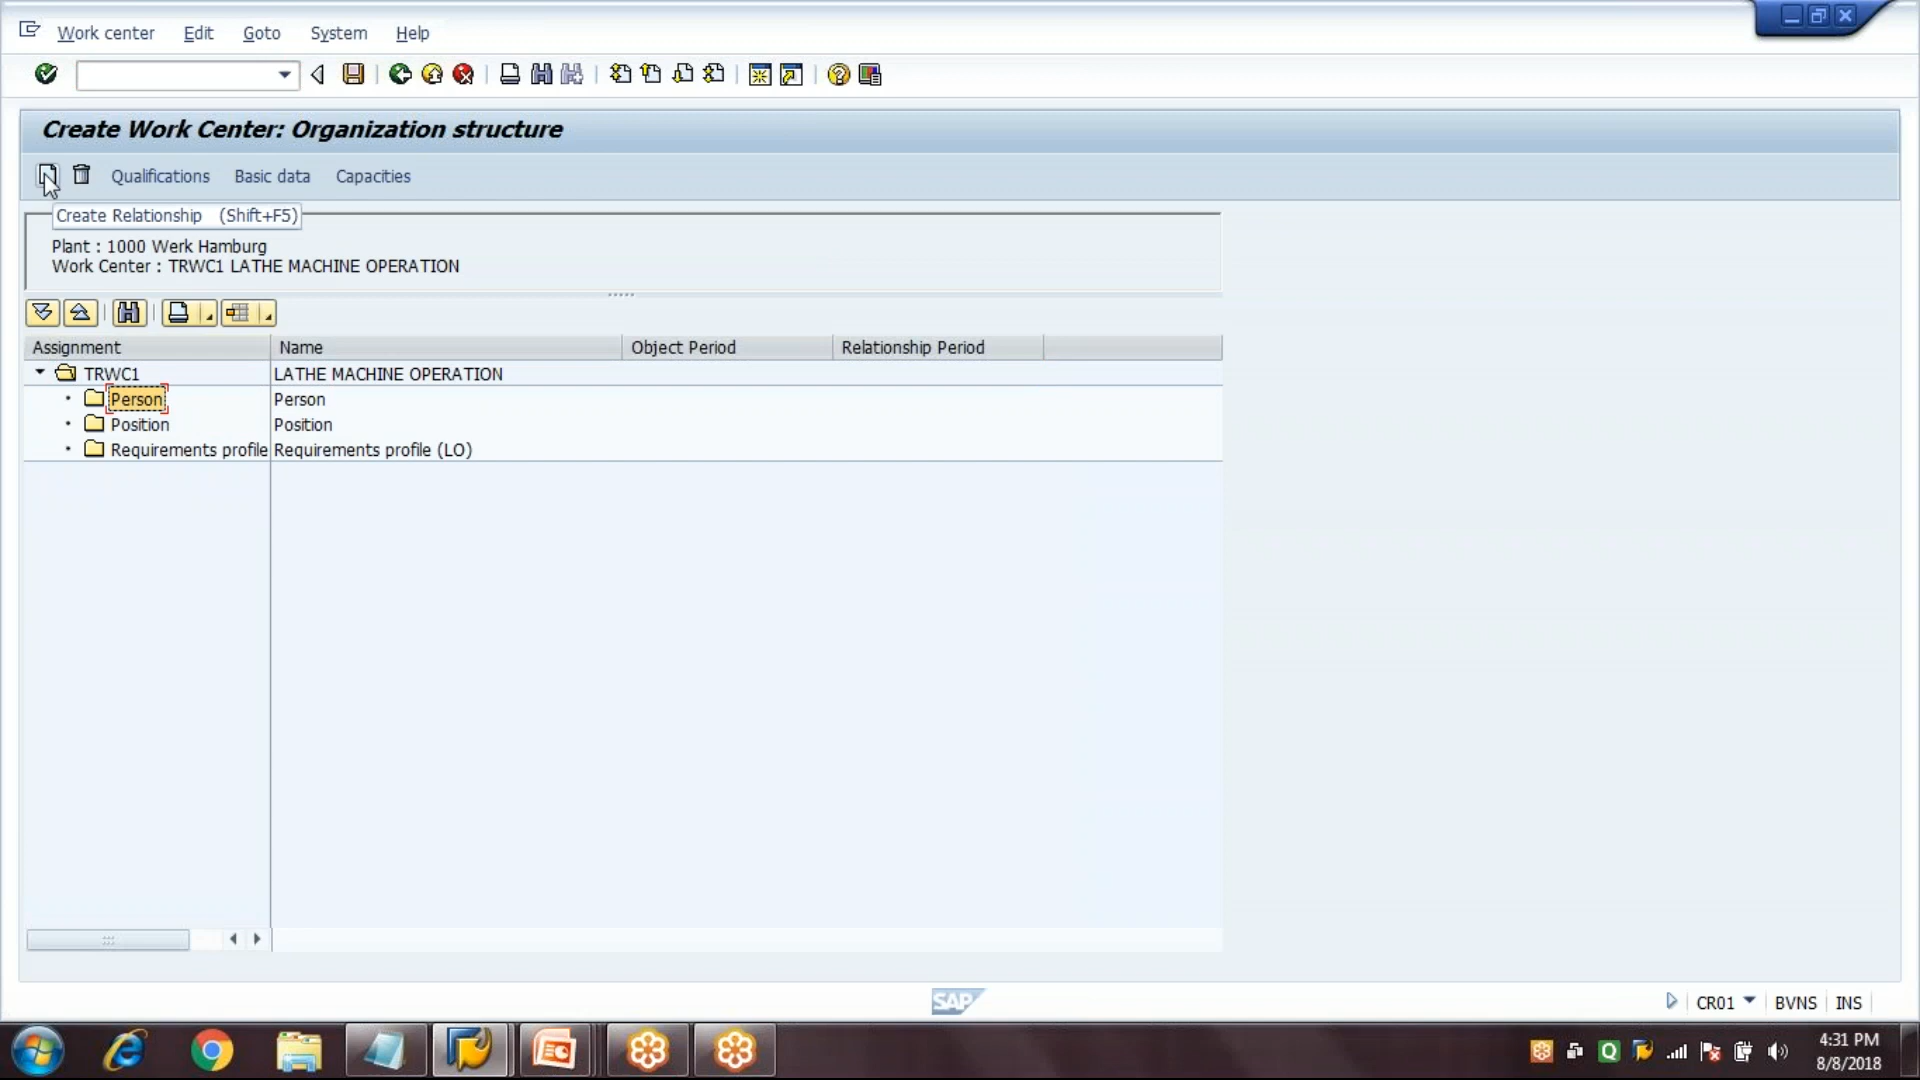 Work center Edit Goto System Help
Create Work Center: Organization structure
Qualifications Basic data Capacities
Create Relationship (Shift+F5)
Plant : 1000 Werk Hamburg
Work Center : TRWC1 LATHE MACHINE OPERATION
Assignment Name Object Period Relationship Period
TRWC1 LATHE MACHINE OPERATION
Person Person
Position Position
Requirements profile Requirements profile (LO)
SAP
CR01 BVNS INS
4:31 PM
8/8/2018